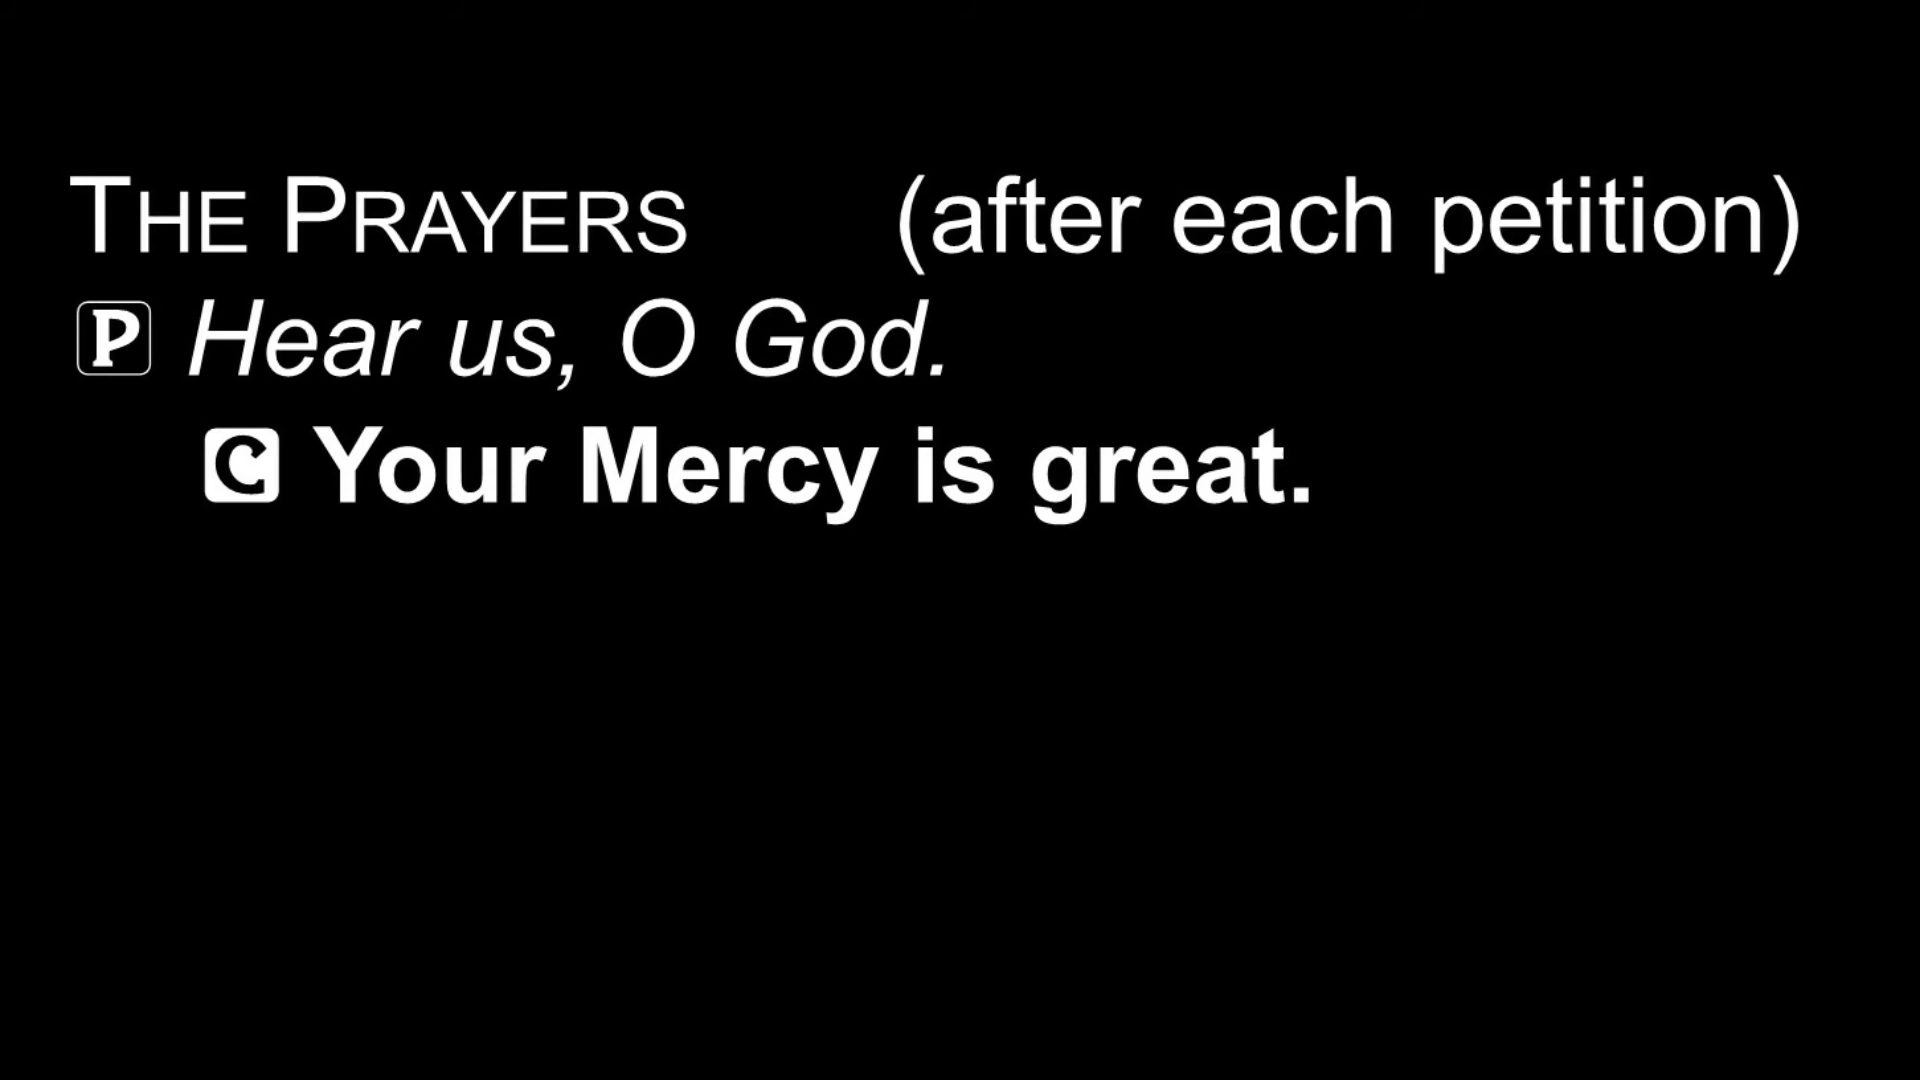 THE PRAYERS (after each petition)
P Hear us, O God.
C Your Mercy is great.